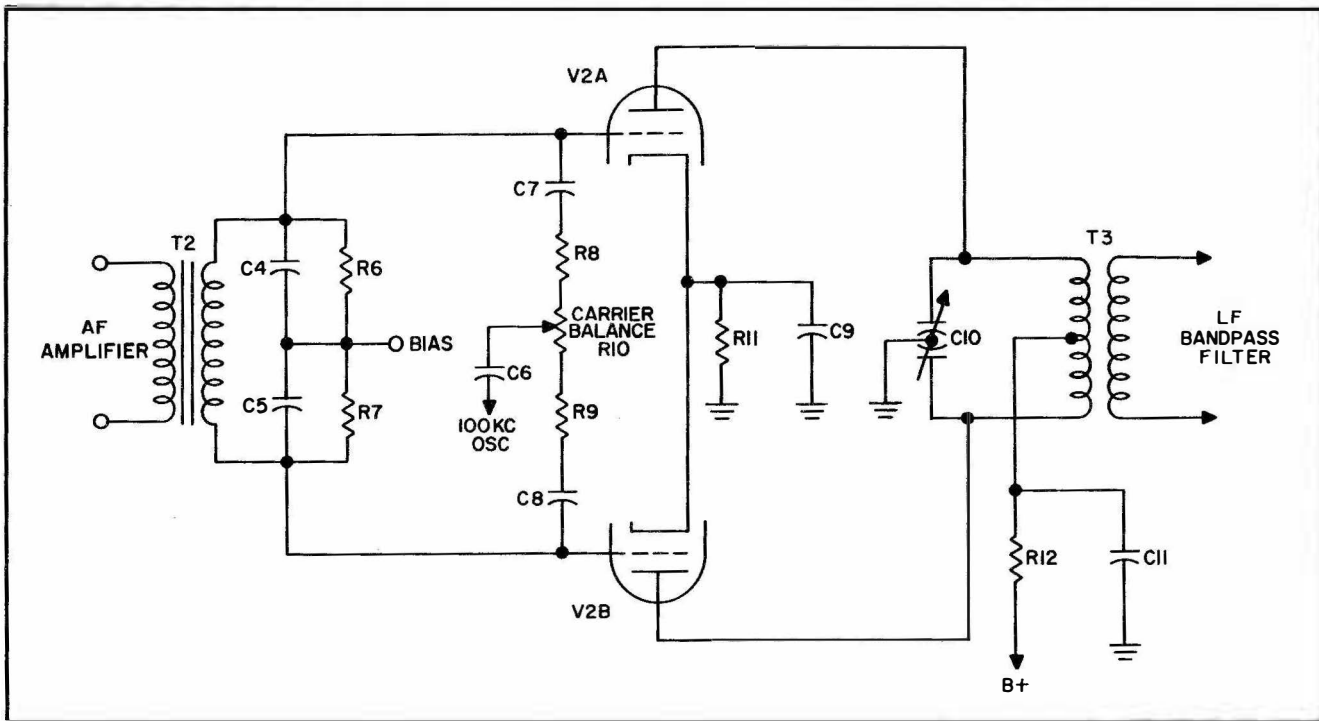 V2A
C7
T2
R8
C4
R6
T3
AF
AMPLIFIER
CARRIER
BALANCE
R10
BIAS
R11
C9
C10
LF
BANDPASS
FILTER
C6
C5
R7
R9
100KC
OSC
C8
R12
C11
V2B
B+